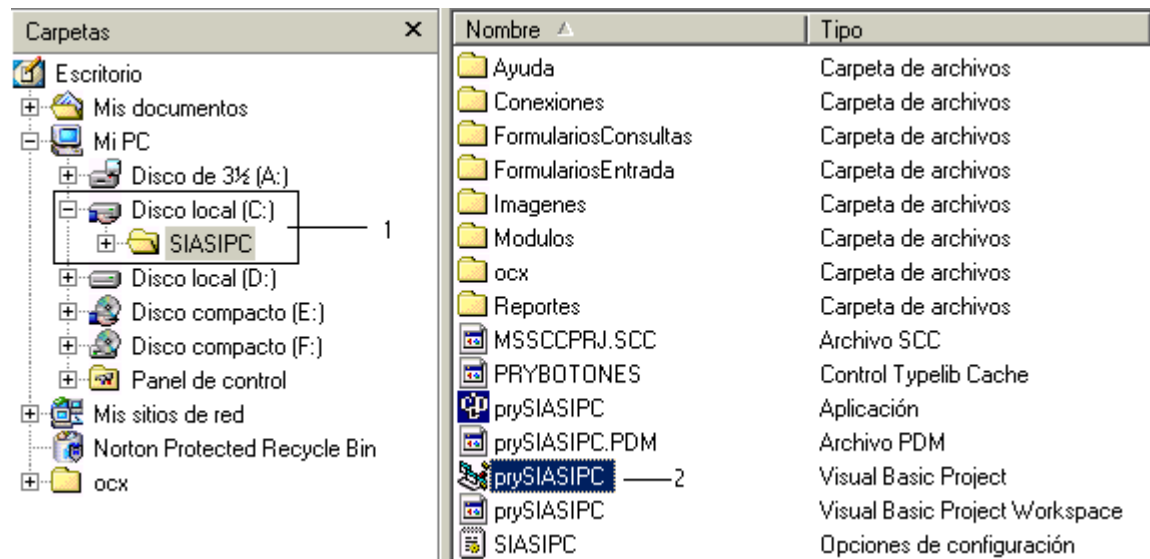 Carpetas
Escritorio
Mis documentos
Mi PC
Disco de 3½ (A:)
Disco local (C:)
SIASIPC
1
Disco local (D:)
Disco compacto (E:)
Disco compacto (F:)
Panel de control
Mis sitios de red
Norton Protected Recycle Bin
ocx
Nombre Tipo
Ayuda Carpeta de archivos
Conexiones Carpeta de archivos
FormulariosConsultas Carpeta de archivos
FormulariosEntrada Carpeta de archivos
Imagenes Carpeta de archivos
Modulos Carpeta de archivos
ocx Carpeta de archivos
Reportes Carpeta de archivos
MSSCCPRJ.SCC Archivo SCC
PRYBOTONES Control Typelib Cache
prySIASIPC Aplicación
prySIASIPC.PDM Archivo PDM
prySIASIPC 2 Visual Basic Project
prySIASIPC Visual Basic Project Workspace
SIASIPC Opciones de configuración